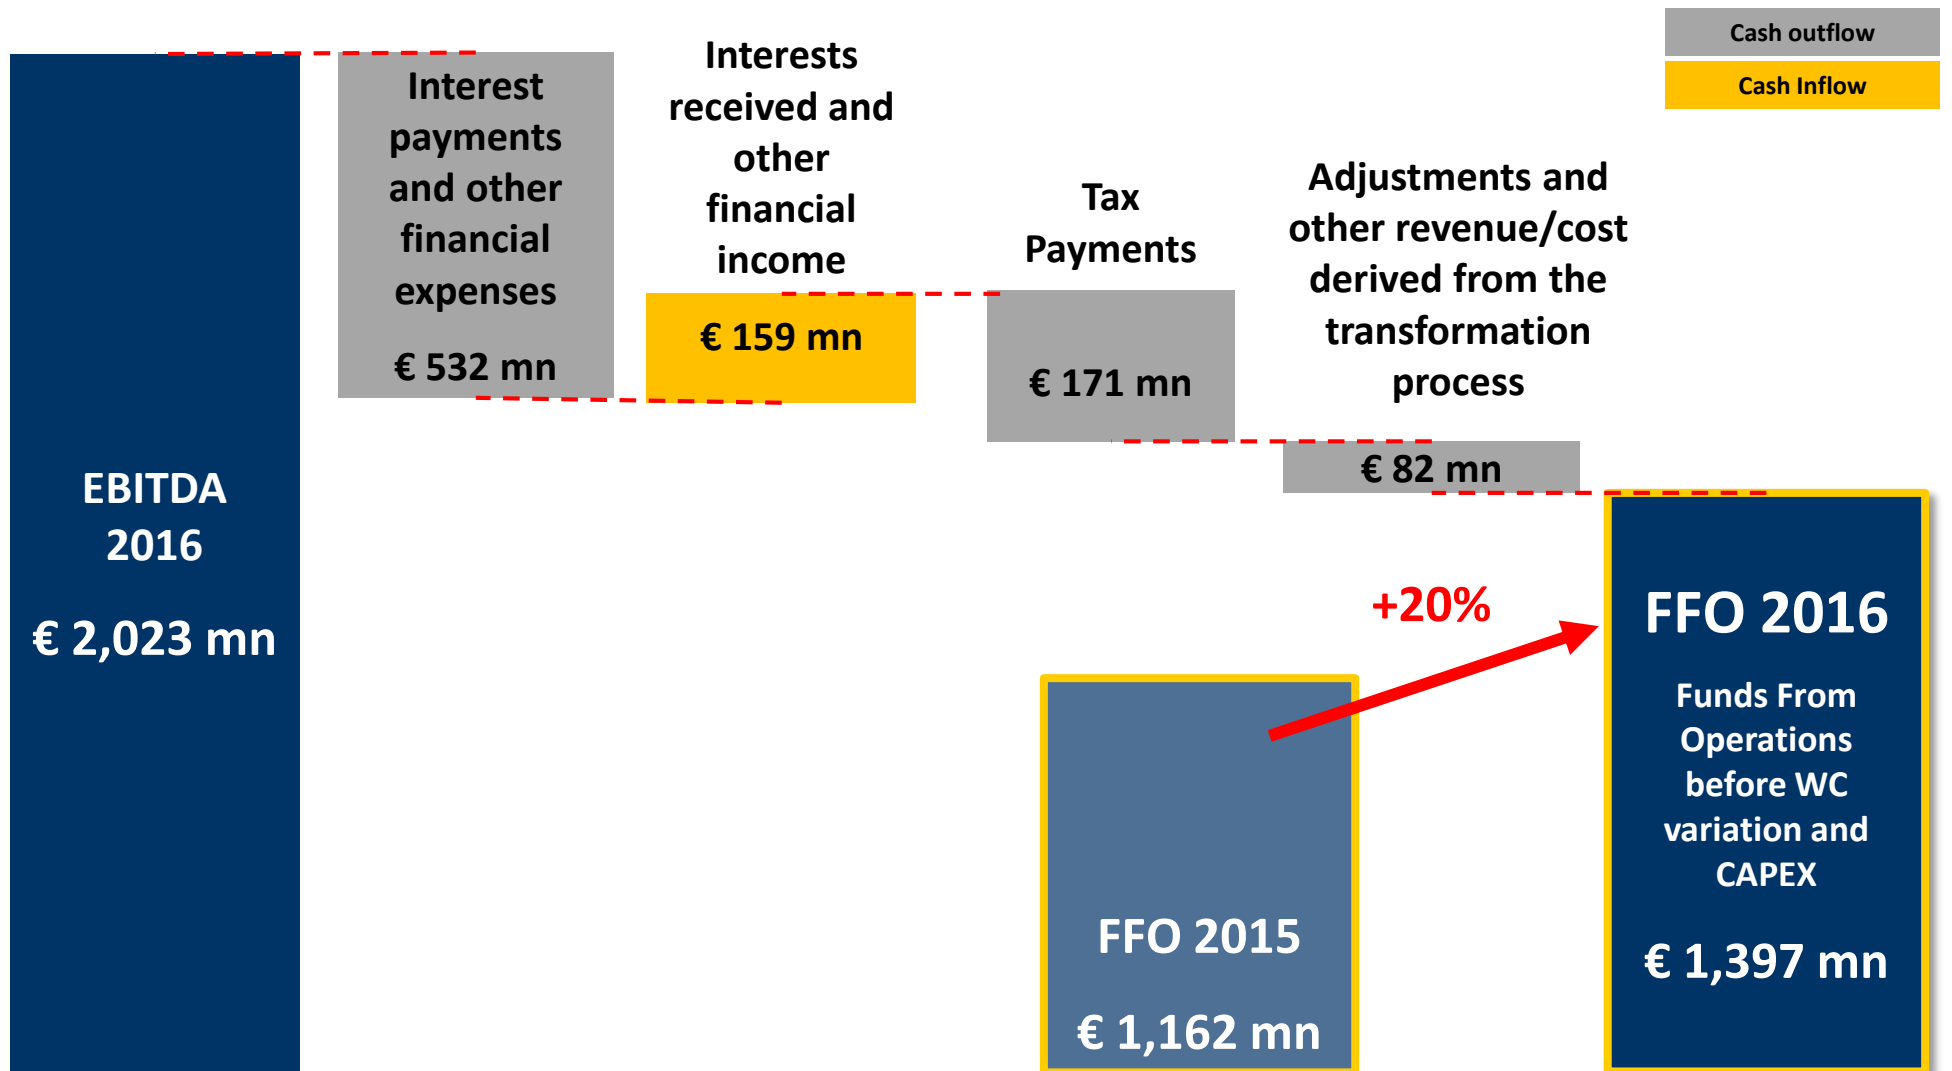 Cash outflow
Cash Inflow
EBITDA
2016
€ 2,023 mn
Interest
payments
and other
financial
expenses
€ 532 mn
Interests
received and
other
financial
income
€ 159 mn
Tax
Payments
€ 171 mn
Adjustments and
other revenue/cost
derived from the
transformation
process
€ 82 mn
+20%
FFO 2015
€ 1,162 mn
FFO 2016
Funds From
Operations
before WC
variation and
CAPEX
€ 1,397 mn